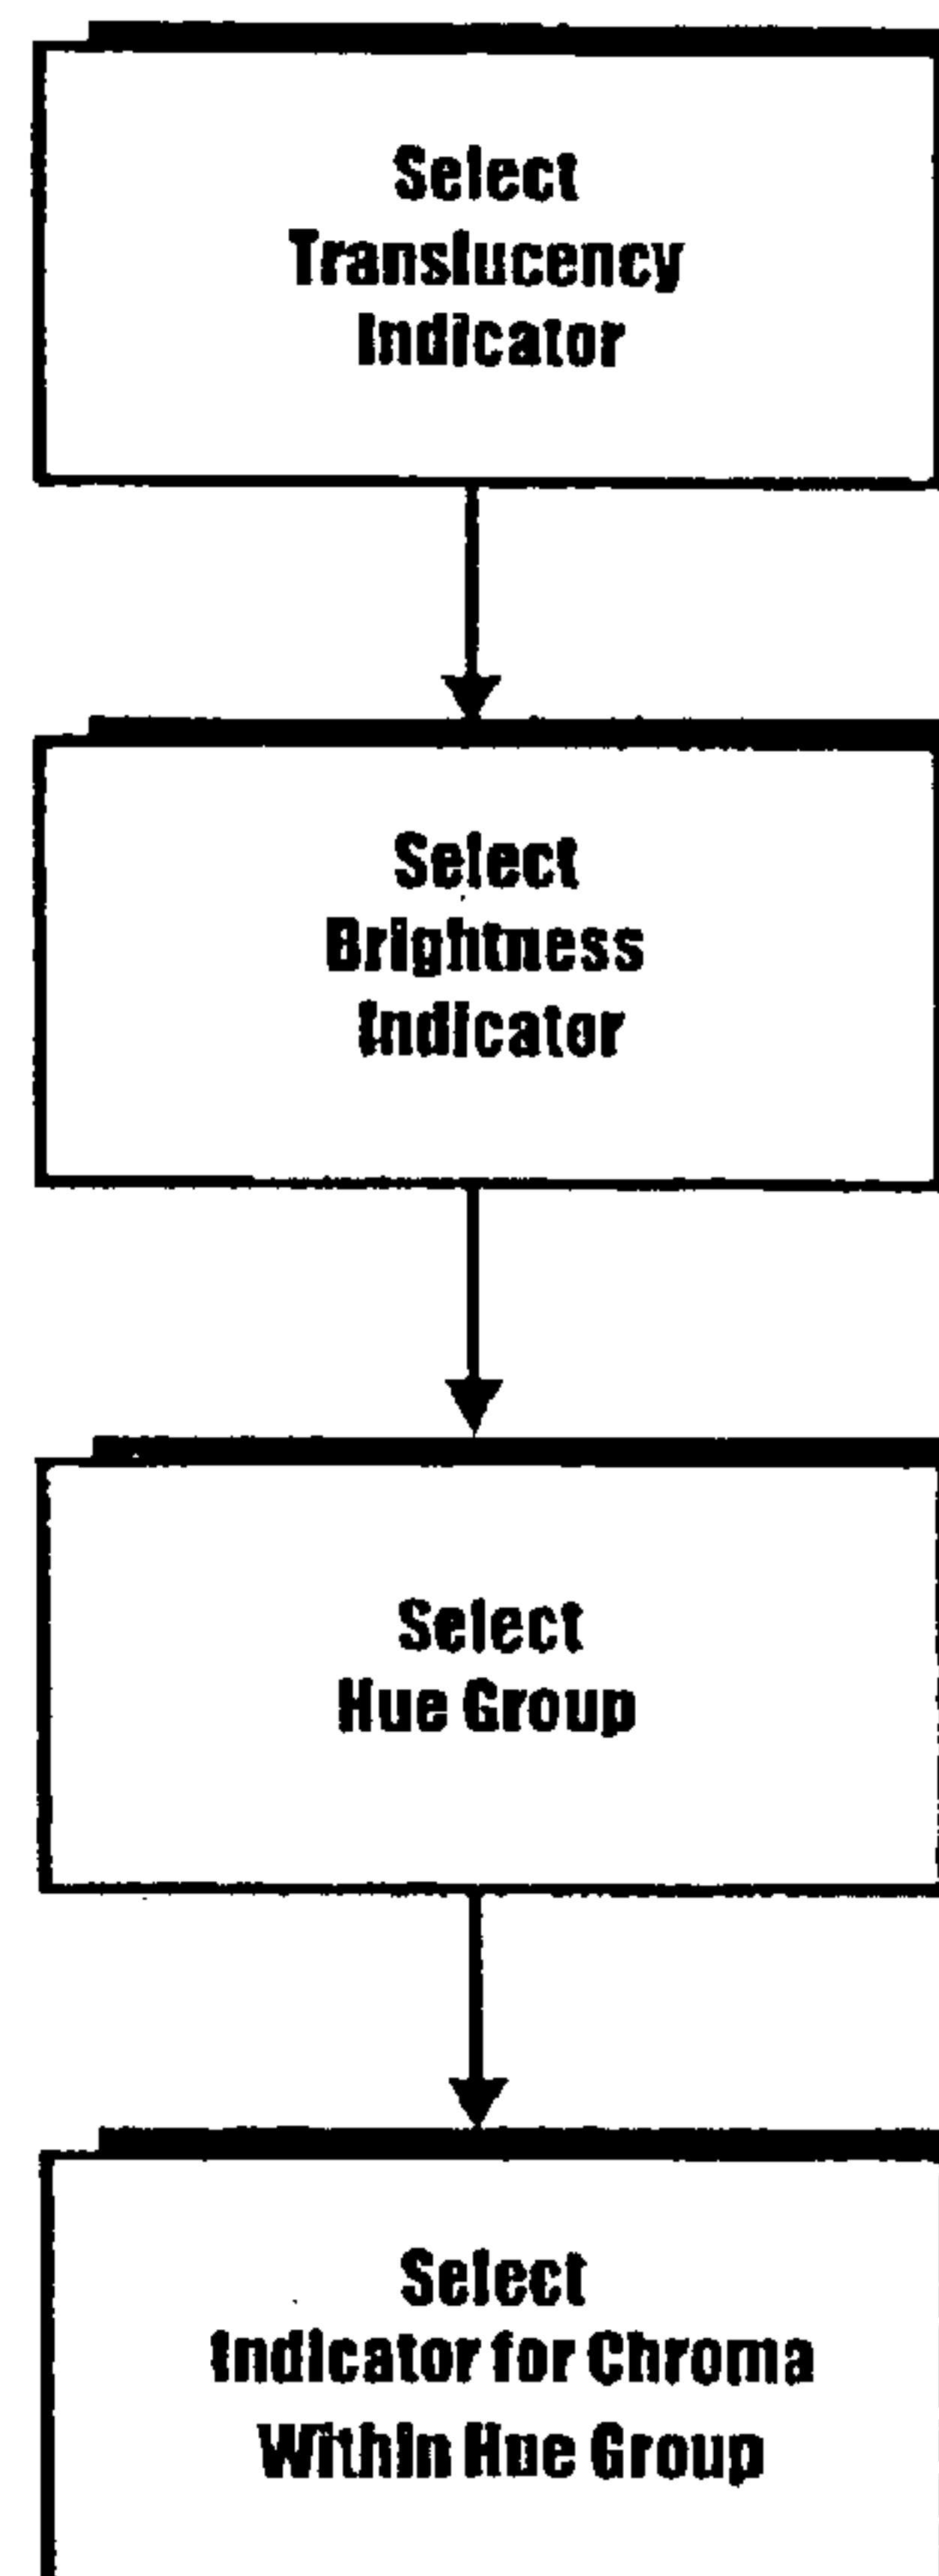 Select
Translucency
Indicator
Select
Brightness
Indicator
Select
Hue Group
Select
Indicator for Chroma
Within Hue Group